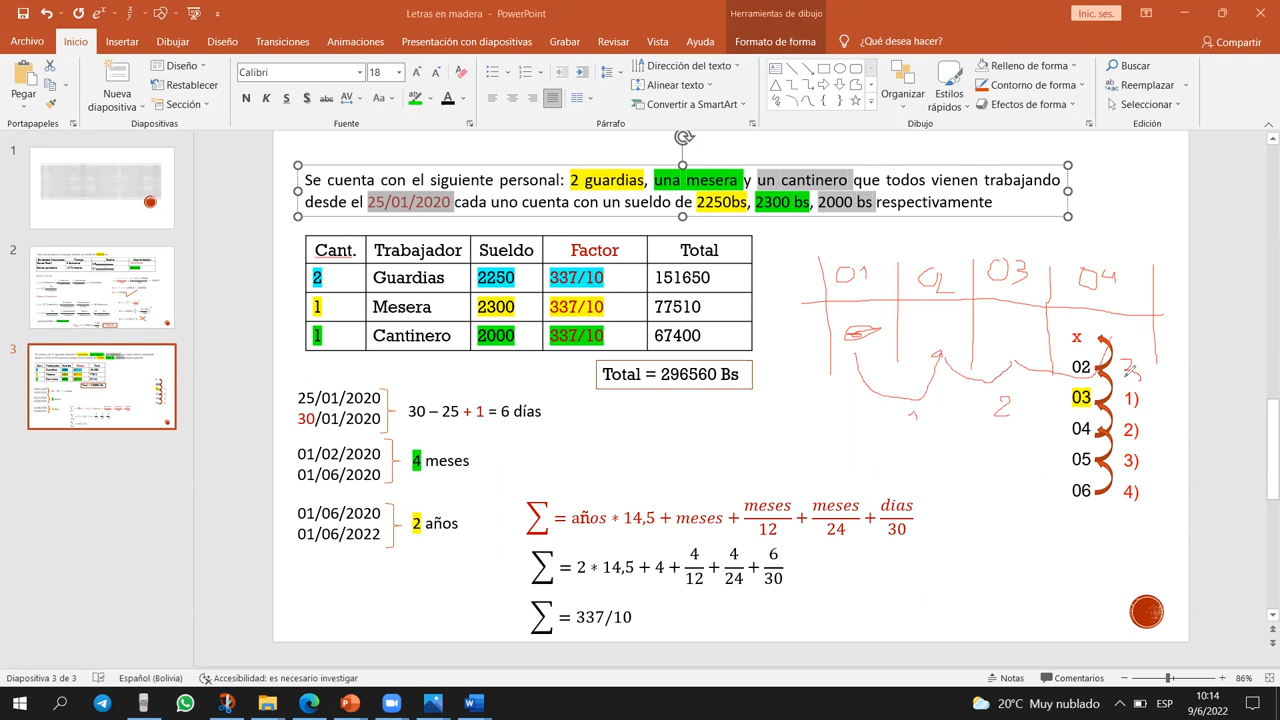 Letras en madera - PowerPoint
Herramientas de dibujo
Inic. ses.
Archivo Inicio Insertar Dibujar Diseño Transiciones Animaciones Presentación con diapositivas Grabar Revisar Vista Ayuda Acrobat Formato de forma ¿Qué desea hacer? Compartir
Pegar
Nueva
diapositiva
Diseño
Restablecer
Sección
Calibri 18
N K S S abc AV Aa A
Dirección del texto
Alinear texto
Convertir a SmartArt
Organizar
Estilos
rápidos
Relleno de forma
Contorno de forma
Efectos de forma
Buscar
Reemplazar
Seleccionar
Portapapeles Diapositivas Fuente Párrafo Dibujo Edición
1
2
3
Se cuenta con el siguiente personal: 2 guardias, una mesera y un cantinero que todos vienen trabajando
desde el 25/01/2020 cada uno cuenta con un sueldo de 2250bs, 2300 bs, 2000 bs respectivamente
Cant. Trabajador Sueldo Factor Total
2 Guardias 2250 337/10 151650
1 Mesera 2300 337/10 77510
1 Cantinero 2000 337/10 67400
Total = 296560 Bs
25/01/2020
30/01/2020
30 – 25 + 1 = 6 días
01/02/2020
01/06/2020
4 meses
01/06/2020
01/06/2022
2 años
∑ = años * 14,5 + meses + meses/12 + meses/24 + dias/30
∑ = 2 * 14,5 + 4 + 4/12 + 4/24 + 6/30
∑ = 337/10
01 02 03 04
1 2 3
x
02
03 1)
04 2)
05 3)
06 4)
Diapositiva 3 de 3 Español (Bolivia) Accesibilidad: es necesario investigar Notas Comentarios 86%
20°C Muy nublado ESP 10:14
9/6/2022